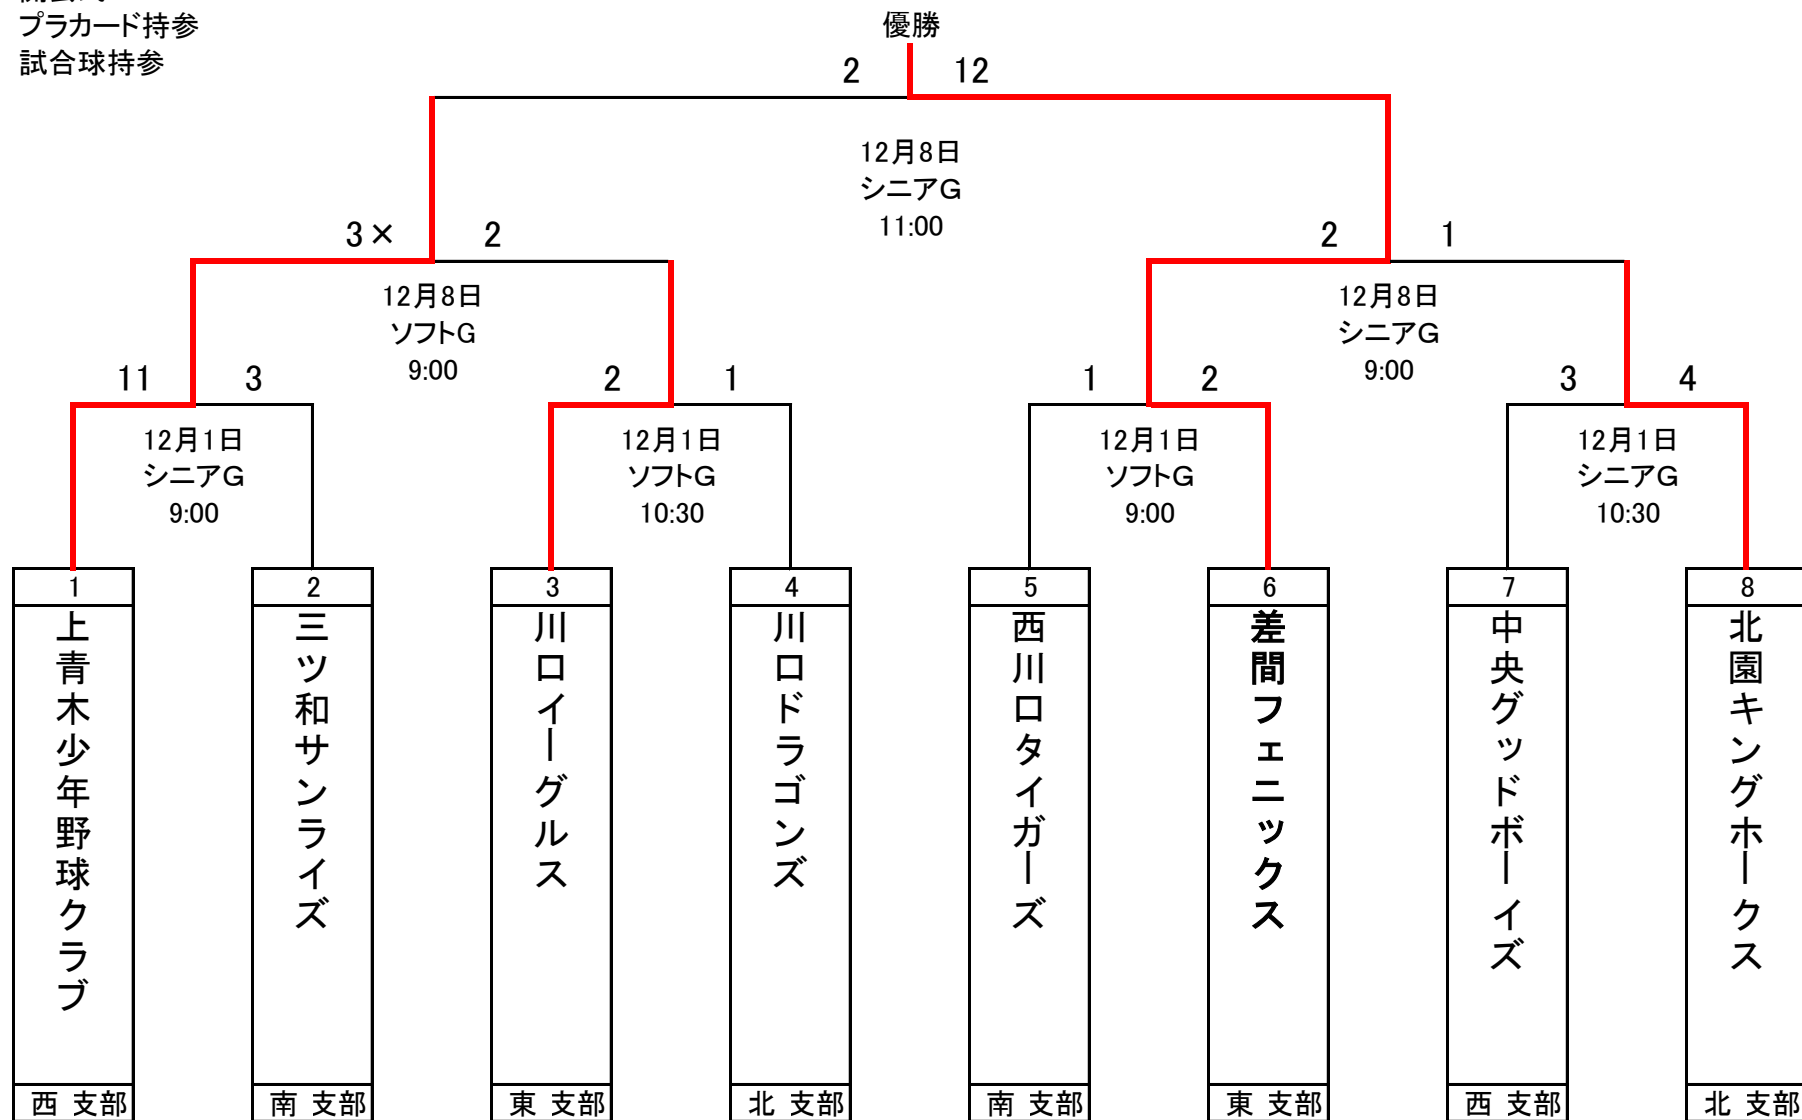 プラカード持参
試合球持参
優勝
2 12
12月8日
シニアG
11:00
3× 2
2 1
12月8日
ソフトG
9:00
12月8日
シニアG
9:00
11 3
2 1
1 2
3 4
12月1日
シニアG
9:00
12月1日
ソフトG
10:30
12月1日
ソフトG
9:00
12月1日
シニアG
10:30
1
上青木少年野球クラブ
西 支部
2
三ツ和サンライズ
南 支部
3
川口イーグルス
東 支部
4
川口ドラゴンズ
北 支部
5
西川口タイガーズ
南 支部
6
差間フェニックス
東 支部
7
中央グッドボーイズ
西 支部
8
北園キングホークス
北 支部